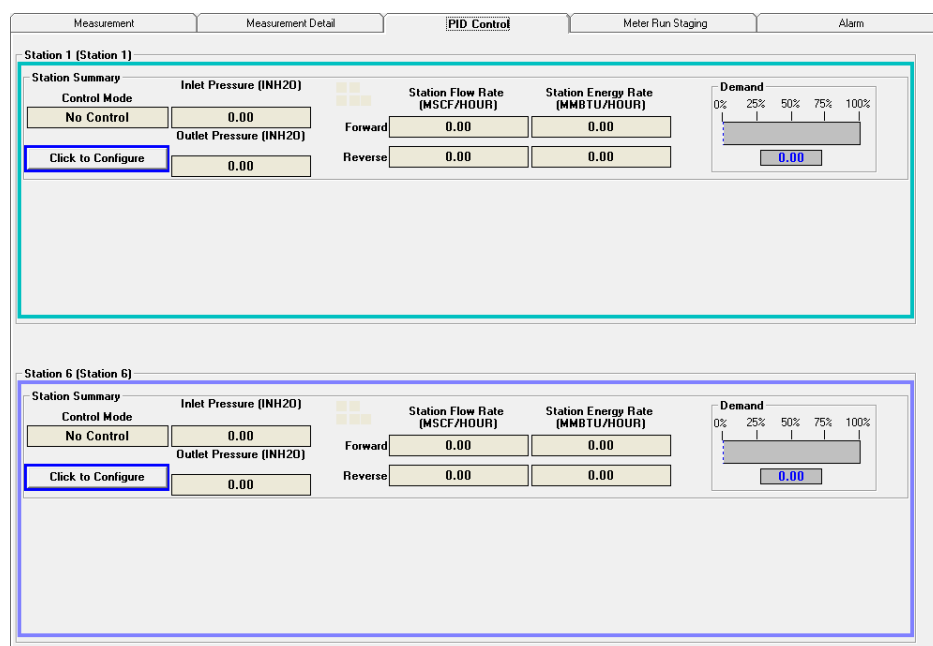 Measurement Measurement Detail PID Control Meter Run Staging Alarm
Station 1 (Station 1)
Station Summary
Control Mode
No Control
Click to Configure
Inlet Pressure (INH2O)
0.00
Outlet Pressure (INH2O)
0.00
Station Flow Rate
(MSCF/HOUR)
Station Energy Rate
(MMBTU/HOUR)
Forward 0.00 0.00
Reverse 0.00 0.00
Demand
0% 25% 50% 75% 100%
0.00
Station 6 (Station 6)
Station Summary
Control Mode
No Control
Click to Configure
Inlet Pressure (INH2O)
0.00
Outlet Pressure (INH2O)
0.00
Station Flow Rate
(MSCF/HOUR)
Station Energy Rate
(MMBTU/HOUR)
Forward 0.00 0.00
Reverse 0.00 0.00
Demand
0% 25% 50% 75% 100%
0.00